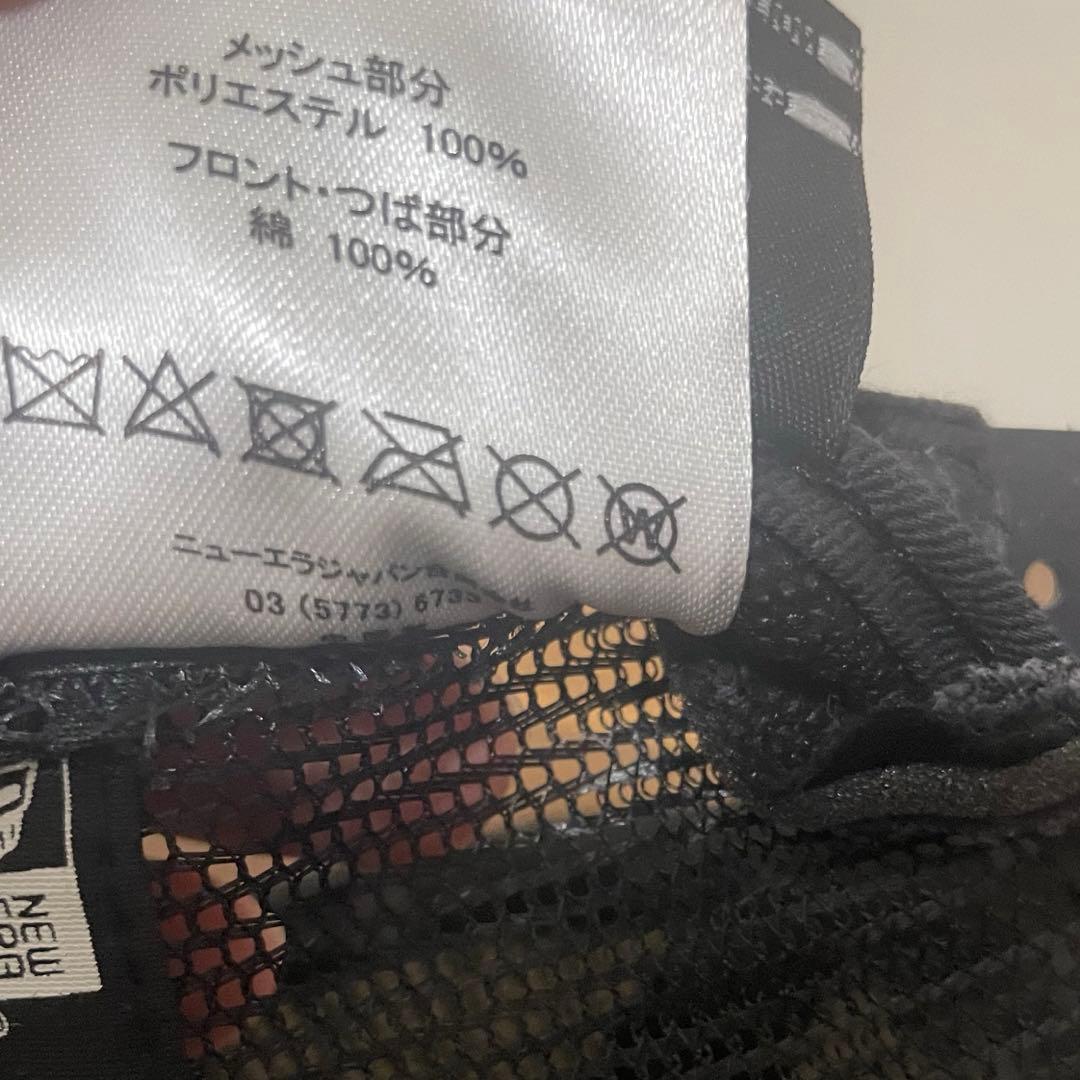 メッシュ部分
ポリエステル 100%
フロント・つば部分
綿 100%
W
ニューエラジャパン
03 (5773) 673
NEW